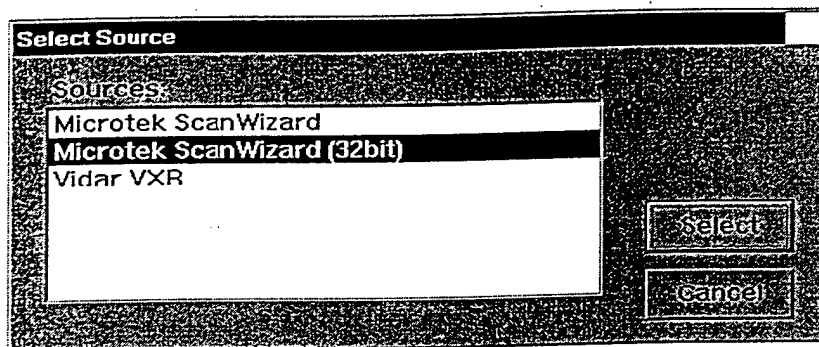 Select Source
Sources:
Microtek ScanWizard
Microtek ScanWizard (32bit)
Vidar VXR
Select
Cancel